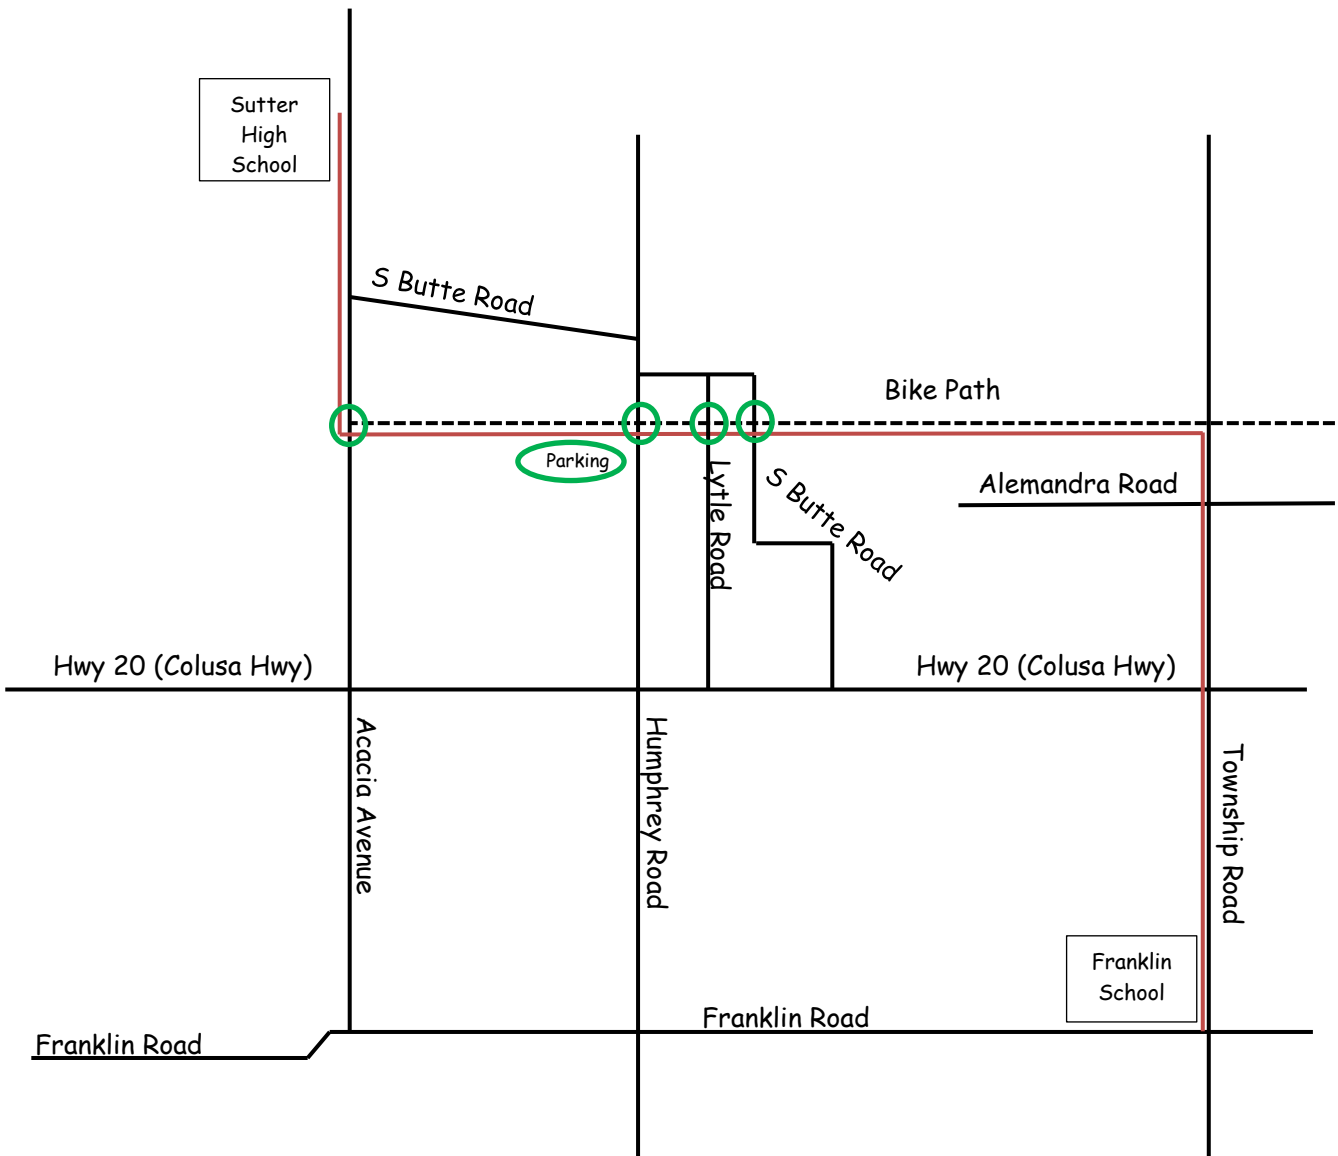 Sutter
High
School
S Butte Road
Bike Path
Parking
Lytle Road
S Butte Road
Alemandra Road
Hwy 20 (Colusa Hwy)
Hwy 20 (Colusa Hwy)
Acacia Avenue
Humphrey Road
Township Road
Franklin
School
Franklin Road
Franklin Road